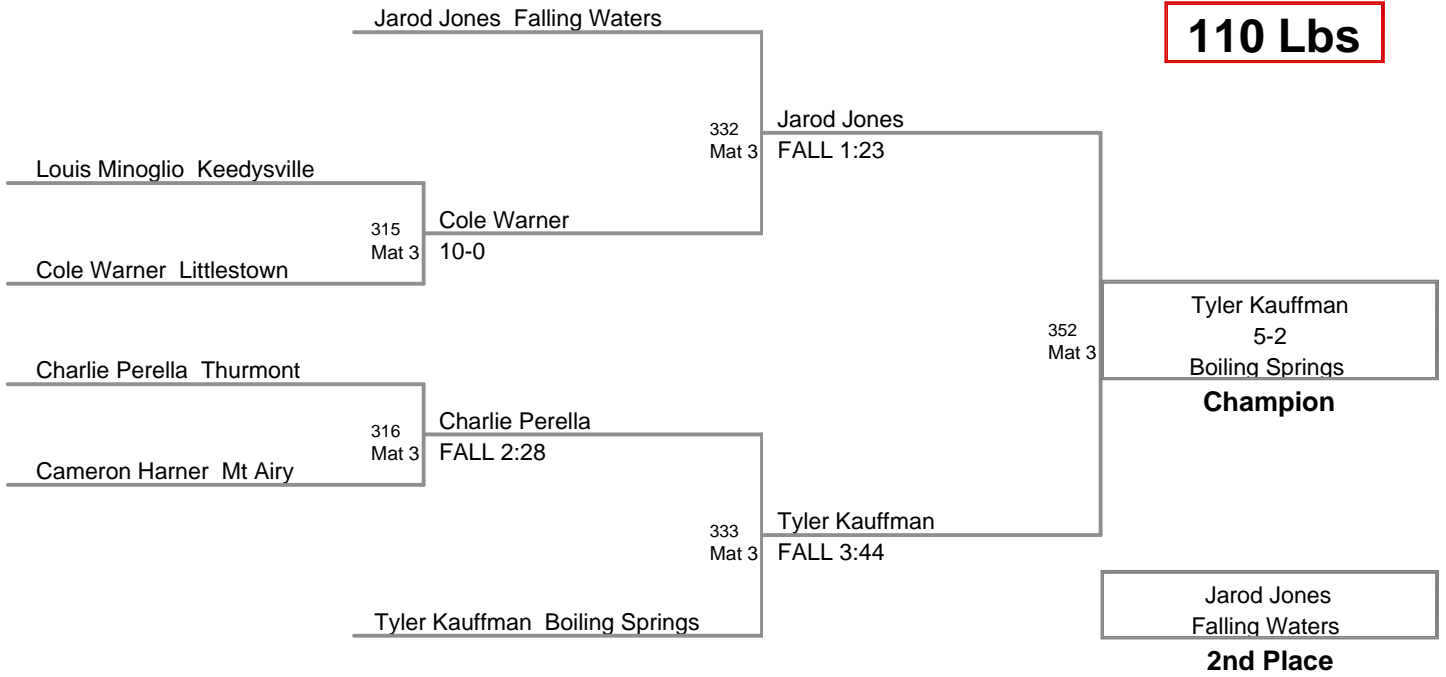 Jarod Jones  Falling Waters
110 Lbs
332
Mat 3
Jarod Jones
FALL 1:23
Louis Minoglio  Keedysville
315
Mat 3
Cole Warner
10-0
Cole Warner  Littlestown
Tyler Kauffman
5-2
Boiling Springs
352
Mat 3
Champion
Charlie Perella  Thurmont
316
Mat 3
Charlie Perella
FALL 2:28
Cameron Harner  Mt Airy
333
Mat 3
Tyler Kauffman
FALL 3:44
Tyler Kauffman  Boiling Springs
Jarod Jones
Falling Waters
2nd Place